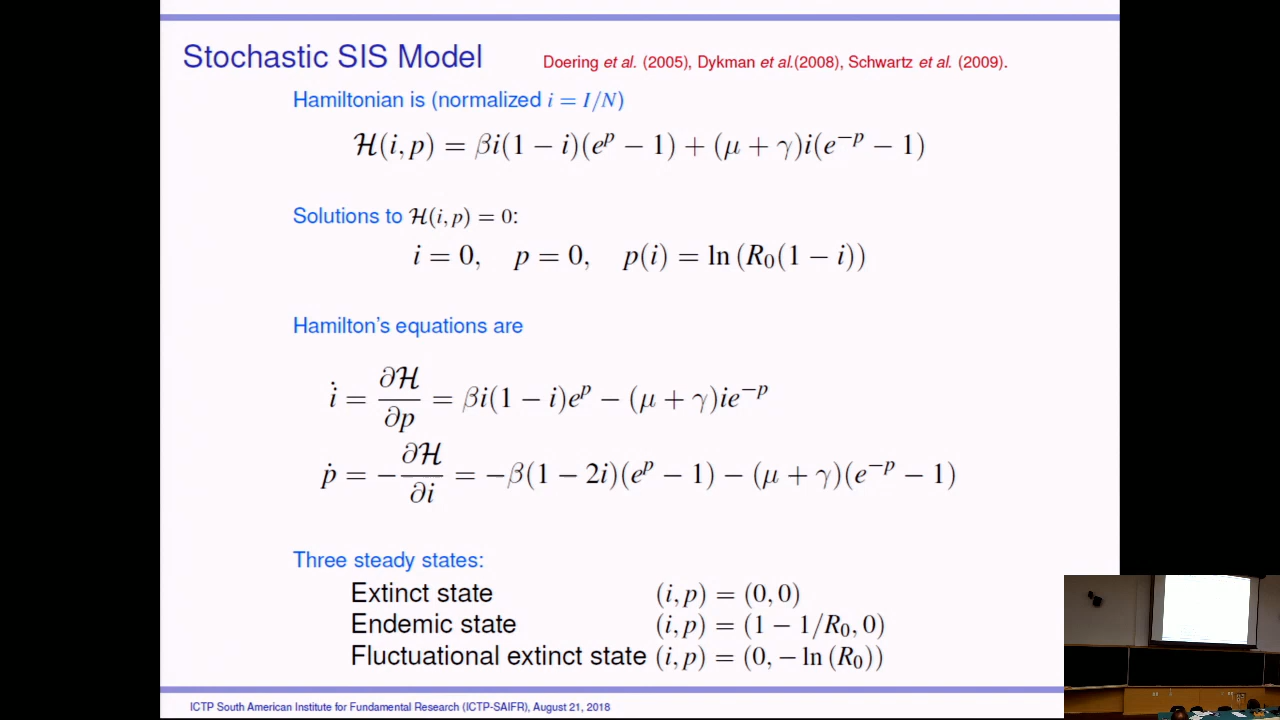 Stochastic SIS Model Doering et al. (2005), Dykman et al.(2008), Schwartz et al. (2009).
Hamiltonian is (normalized i = I/N)
ℋ(i, p) = βi(1 − i)(e^p − 1) + (μ + γ)i(e^{−p} − 1)
Solutions to ℋ(i, p) = 0:
i = 0, p = 0, p(i) = ln (R₀(1 − i))
Hamilton's equations are
i̇ = ∂ℋ/∂p = βi(1 − i)e^p − (μ + γ)ie^{−p}
ṗ = −∂ℋ/∂i = −β(1 − 2i)(e^p − 1) − (μ + γ)(e^{−p} − 1)
Three steady states:
Extinct state (i, p) = (0, 0)
Endemic state (i, p) = (1 − 1/R₀, 0)
Fluctuational extinct state (i, p) = (0, − ln (R₀))
ICTP South American Institute for Fundamental Research (ICTP-SAIFR), August 21, 2018